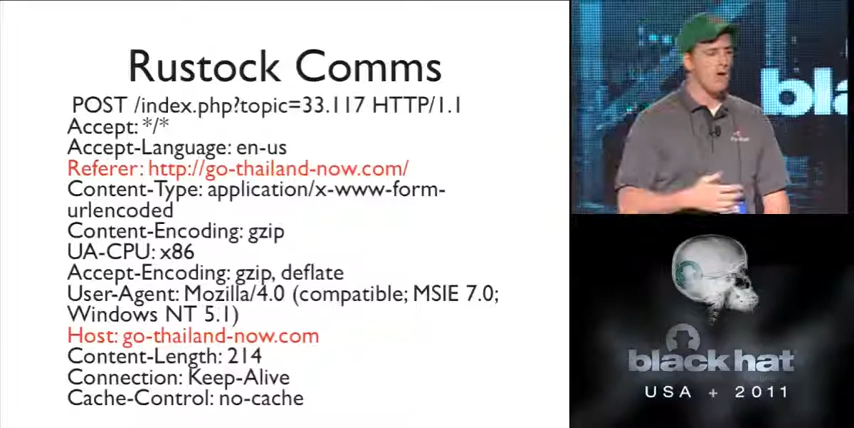 Rustock Comms
POST /index.php?topic=33.117 HTTP/1.1
Accept: */*
Accept-Language: en-us
Referer: http://go-thailand-now.com/
Content-Type: application/x-www-form-
urlencoded
Content-Encoding: gzip
UA-CPU: x86
Accept-Encoding: gzip, deflate
User-Agent: Mozilla/4.0 (compatible; MSIE 7.0;
Windows NT 5.1)
Host: go-thailand-now.com
Content-Length: 214
Connection: Keep-Alive
Cache-Control: no-cache
bla
black hat
USA + 2011